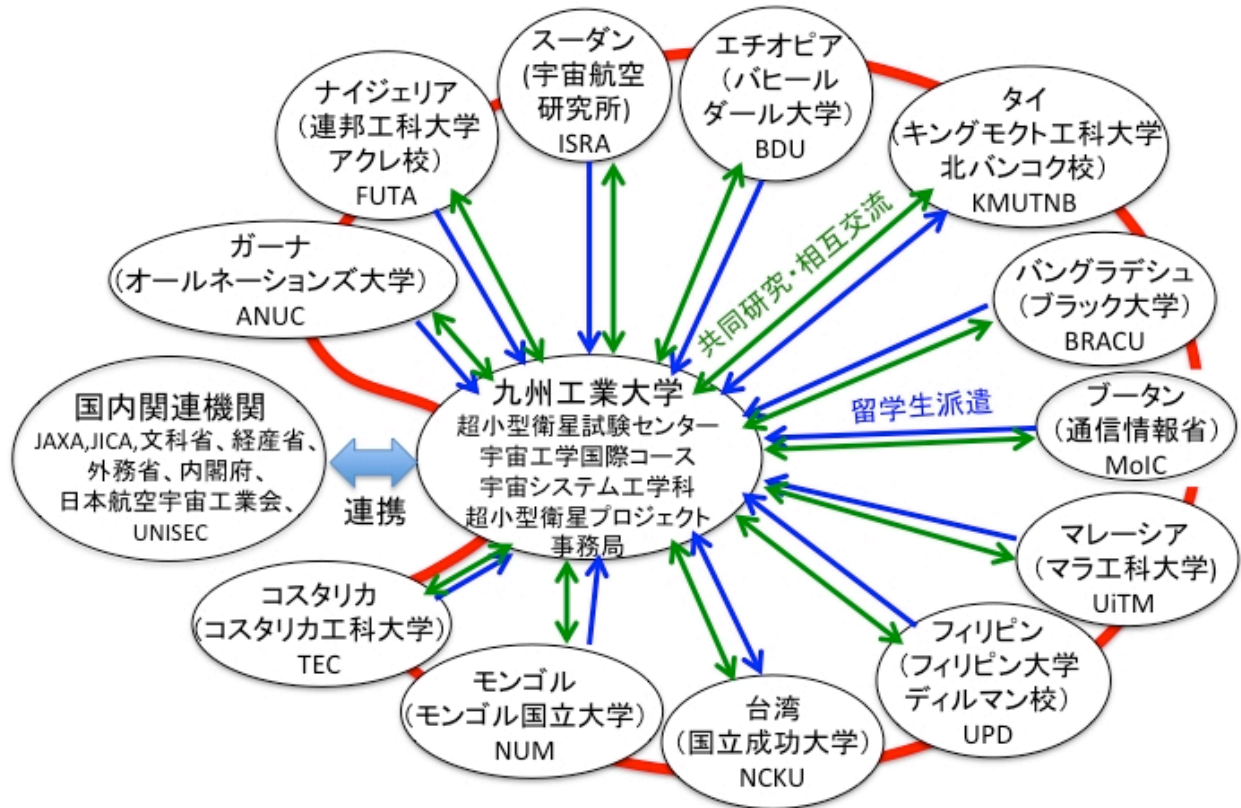 スーダン
(宇宙航空
研究所)
ISRA
エチオピア
(バヒール
ダール大学)
BDU
ナイジェリア
(連邦工科大学
アクレ校)
FUTA
タイ
(キングモクト工科大学
北バンコク校)
KMUTNB
ガーナ
(オールネーションズ大学)
ANUC
共同研究・相互交流
バングラデシュ
(ブラック大学)
BRACU
国内関連機関
JAXA,JICA,文科省、経産省、
外務省、内閣府、
日本航空宇宙工業会、
UNISEC
連携
九州工業大学
超小型衛星試験センター
宇宙工学国際コース
宇宙システム工学科
超小型衛星プロジェクト
事務局
留学生派遣
ブータン
(通信情報省)
MoIC
マレーシア
(マラ工科大学)
UiTM
コスタリカ
(コスタリカ工科大学)
TEC
モンゴル
(モンゴル国立大学)
NUM
台湾
(国立成功大学)
NCKU
フィリピン
(フィリピン大学
ディルマン校)
UPD